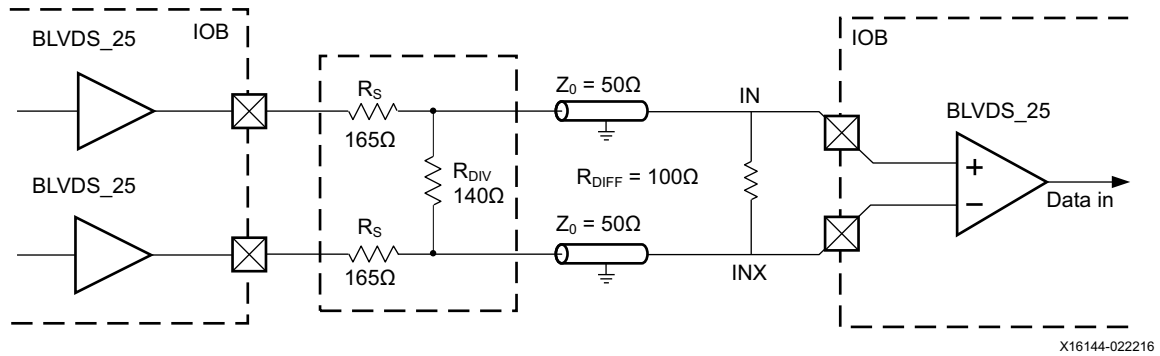 IOB
BLVDS_25
RS
165Ω
BLVDS_25
RS
165Ω
RDIV
140Ω
Z0 = 50Ω
RDIFF = 100Ω
Z0 = 50Ω
IN
INX
IOB
BLVDS_25
+
−
Data in
X16144-022216